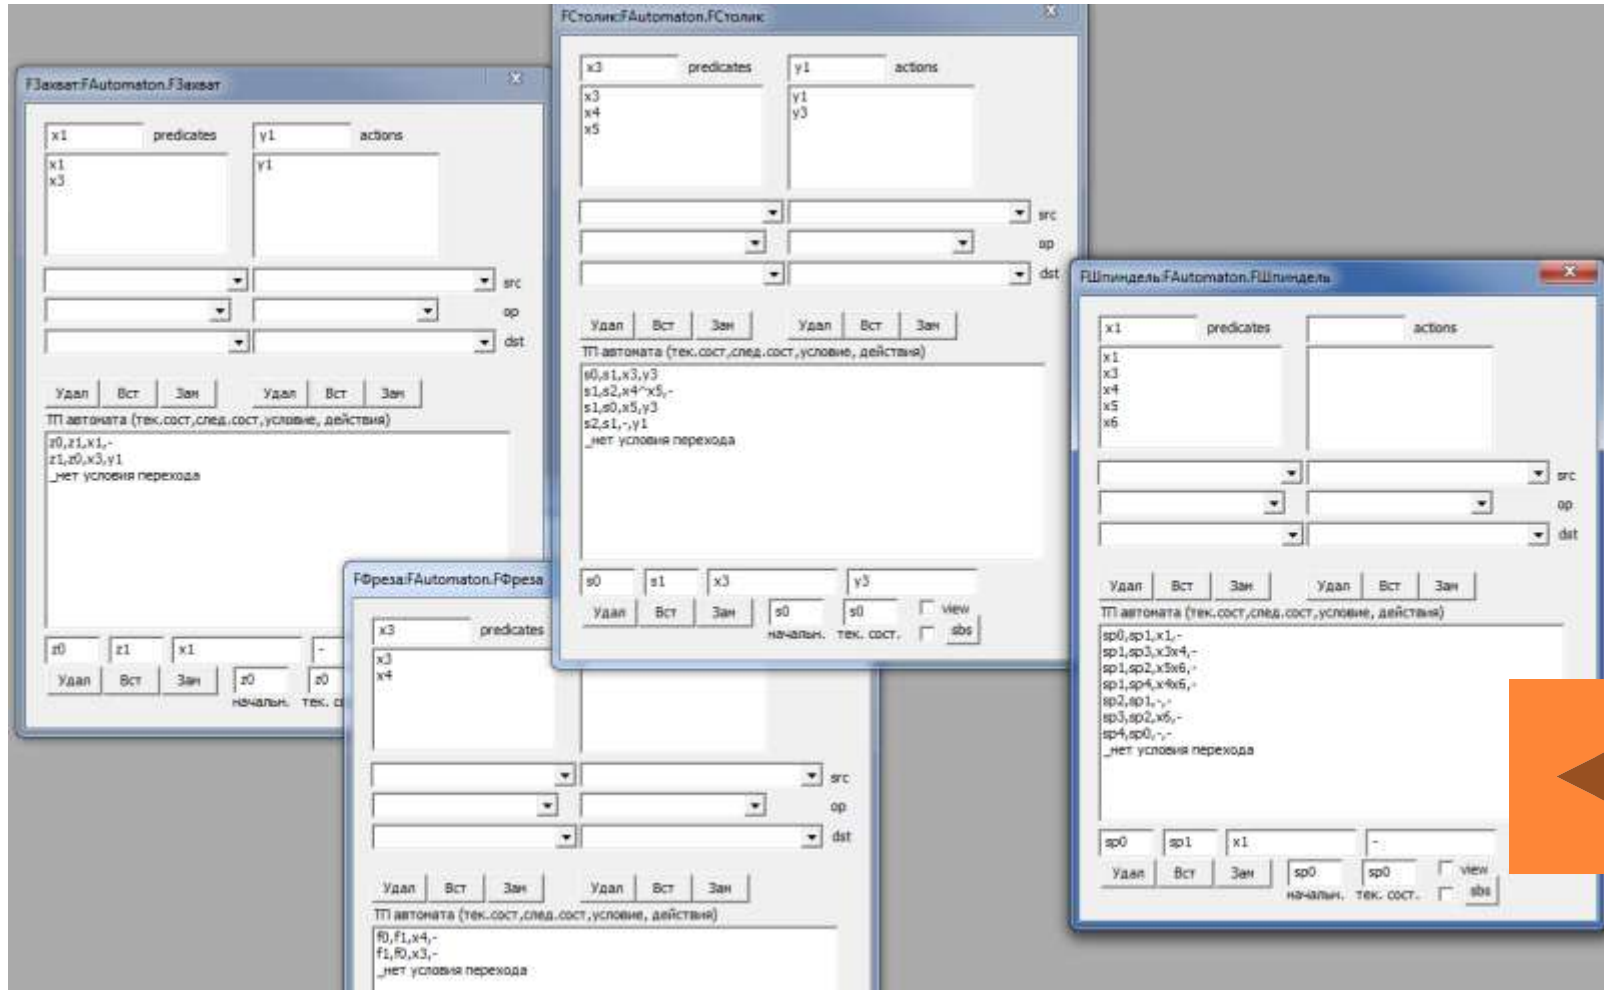 FЗахват:FAutomaton.FЗахват
x1 predicates y1 actions
x1 y1
x3
src
op
dst
Удал Вст Зам Удал Вст Зам
ТП автомата (тек.сост,след.сост,условие, действия)
z0,z1,x1,-
z1,z0,x3,y1
_нет условия перехода
z0 z1 x1 -
Удал Вст Зам z0 z0
начальн. тек. с
FСтолик:FAutomaton.FСтолик
x3 predicates y1 actions
x3 y1
x4 y3
x5
src
op
dst
Удал Вст Зам Удал Вст Зам
ТП автомата (тек.сост,след.сост,условие, действия)
s0,s1,x3,y3
s1,s2,x4^x5,-
s1,s0,x5,y3
s2,s1,-,y1
_нет условия перехода
s0 s1 x3 y3
Удал Вст Зам s0 s0 view
начальн. тек. сост. sbs
FФреза:FAutomaton.FФреза
x3 predicates
x3
x4
src
op
dst
Удал Вст Зам Удал Вст Зам
ТП автомата (тек.сост,след.сост,условие, действия)
f0,f1,x4,-
f1,f0,x3,-
_нет условия перехода
FШпиндель:FAutomaton.FШпиндель
x1 predicates actions
x1
x3
x4
x5
x6
src
op
dst
Удал Вст Зам Удал Вст Зам
ТП автомата (тек.сост,след.сост,условие, действия)
sp0,sp1,x1,-
sp1,sp3,x3x4,-
sp1,sp2,x5x6,-
sp1,sp4,x4x6,-
sp2,sp1,-,-
sp3,sp2,x6,-
sp4,sp0,-,-
_нет условия перехода
sp0 sp1 x1 -
Удал Вст Зам sp0 sp0 view
начальн. тек. сост. sbs